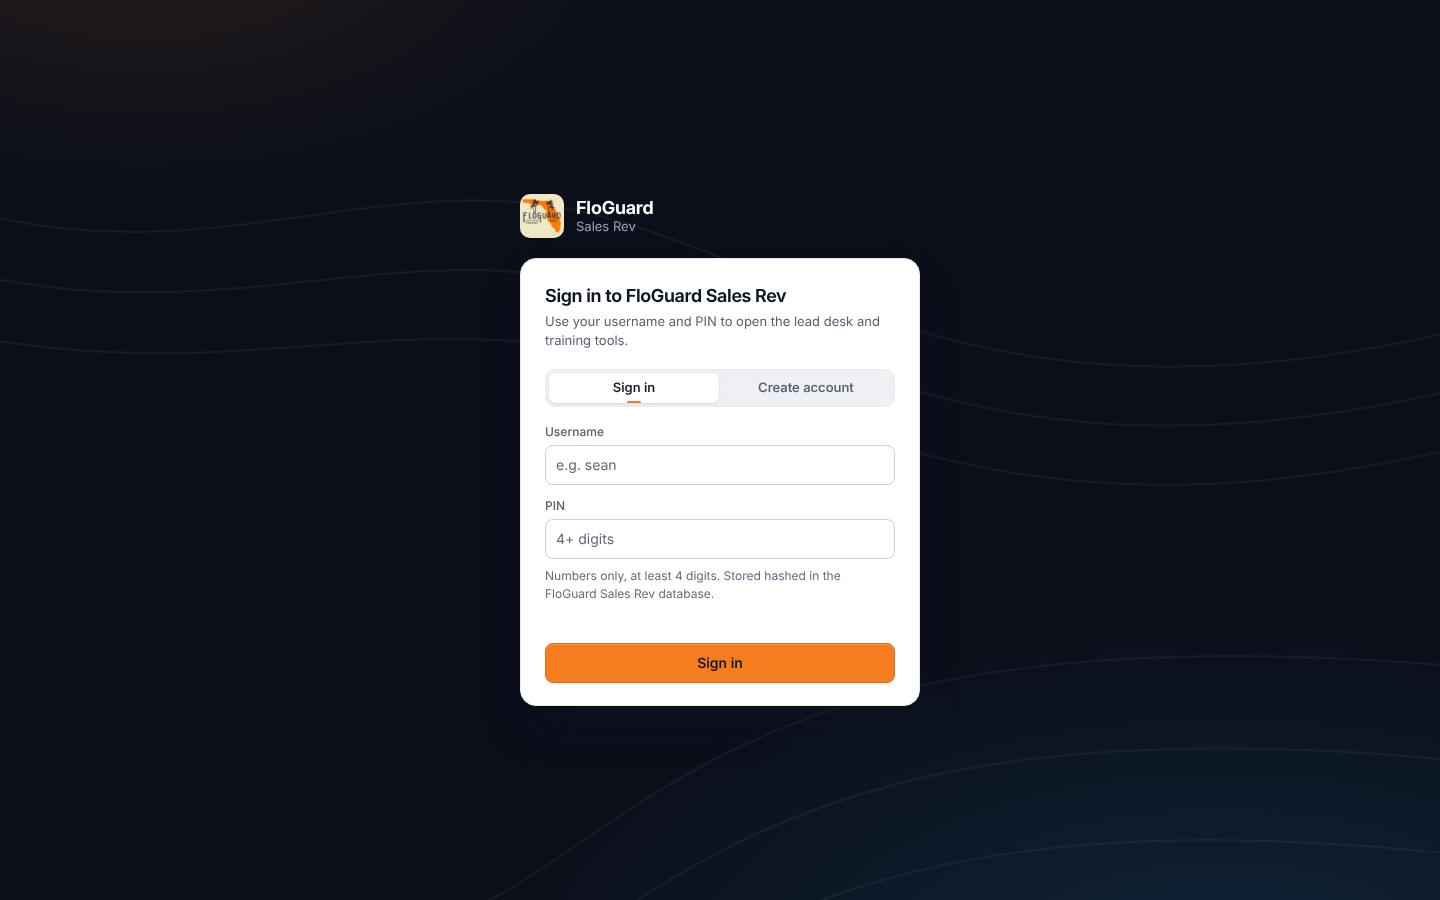 FLOGUARD
FloGuard
Sales Rev
Sign in to FloGuard Sales Rev
Use your username and PIN to open the lead desk and
training tools.
Sign in
Create account
Username
e.g. sean
PIN
4+ digits
Numbers only, at least 4 digits. Stored hashed in the
FloGuard Sales Rev database.
Sign in